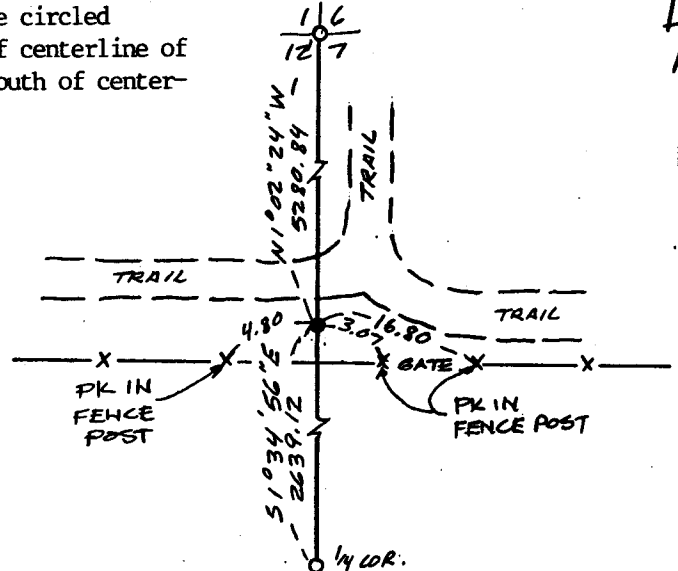 e circled
f centerline of
outh of center-
1 6
12 7
N 1° 02' 24" W
5280.84
TRAIL
TRAIL
TRAIL
4.80
3.07
16.80
GATE
PK IN
FENCE
POST
PK IN
FENCE POST
S 1° 34' 56" E
2639.12
1/4 COR.